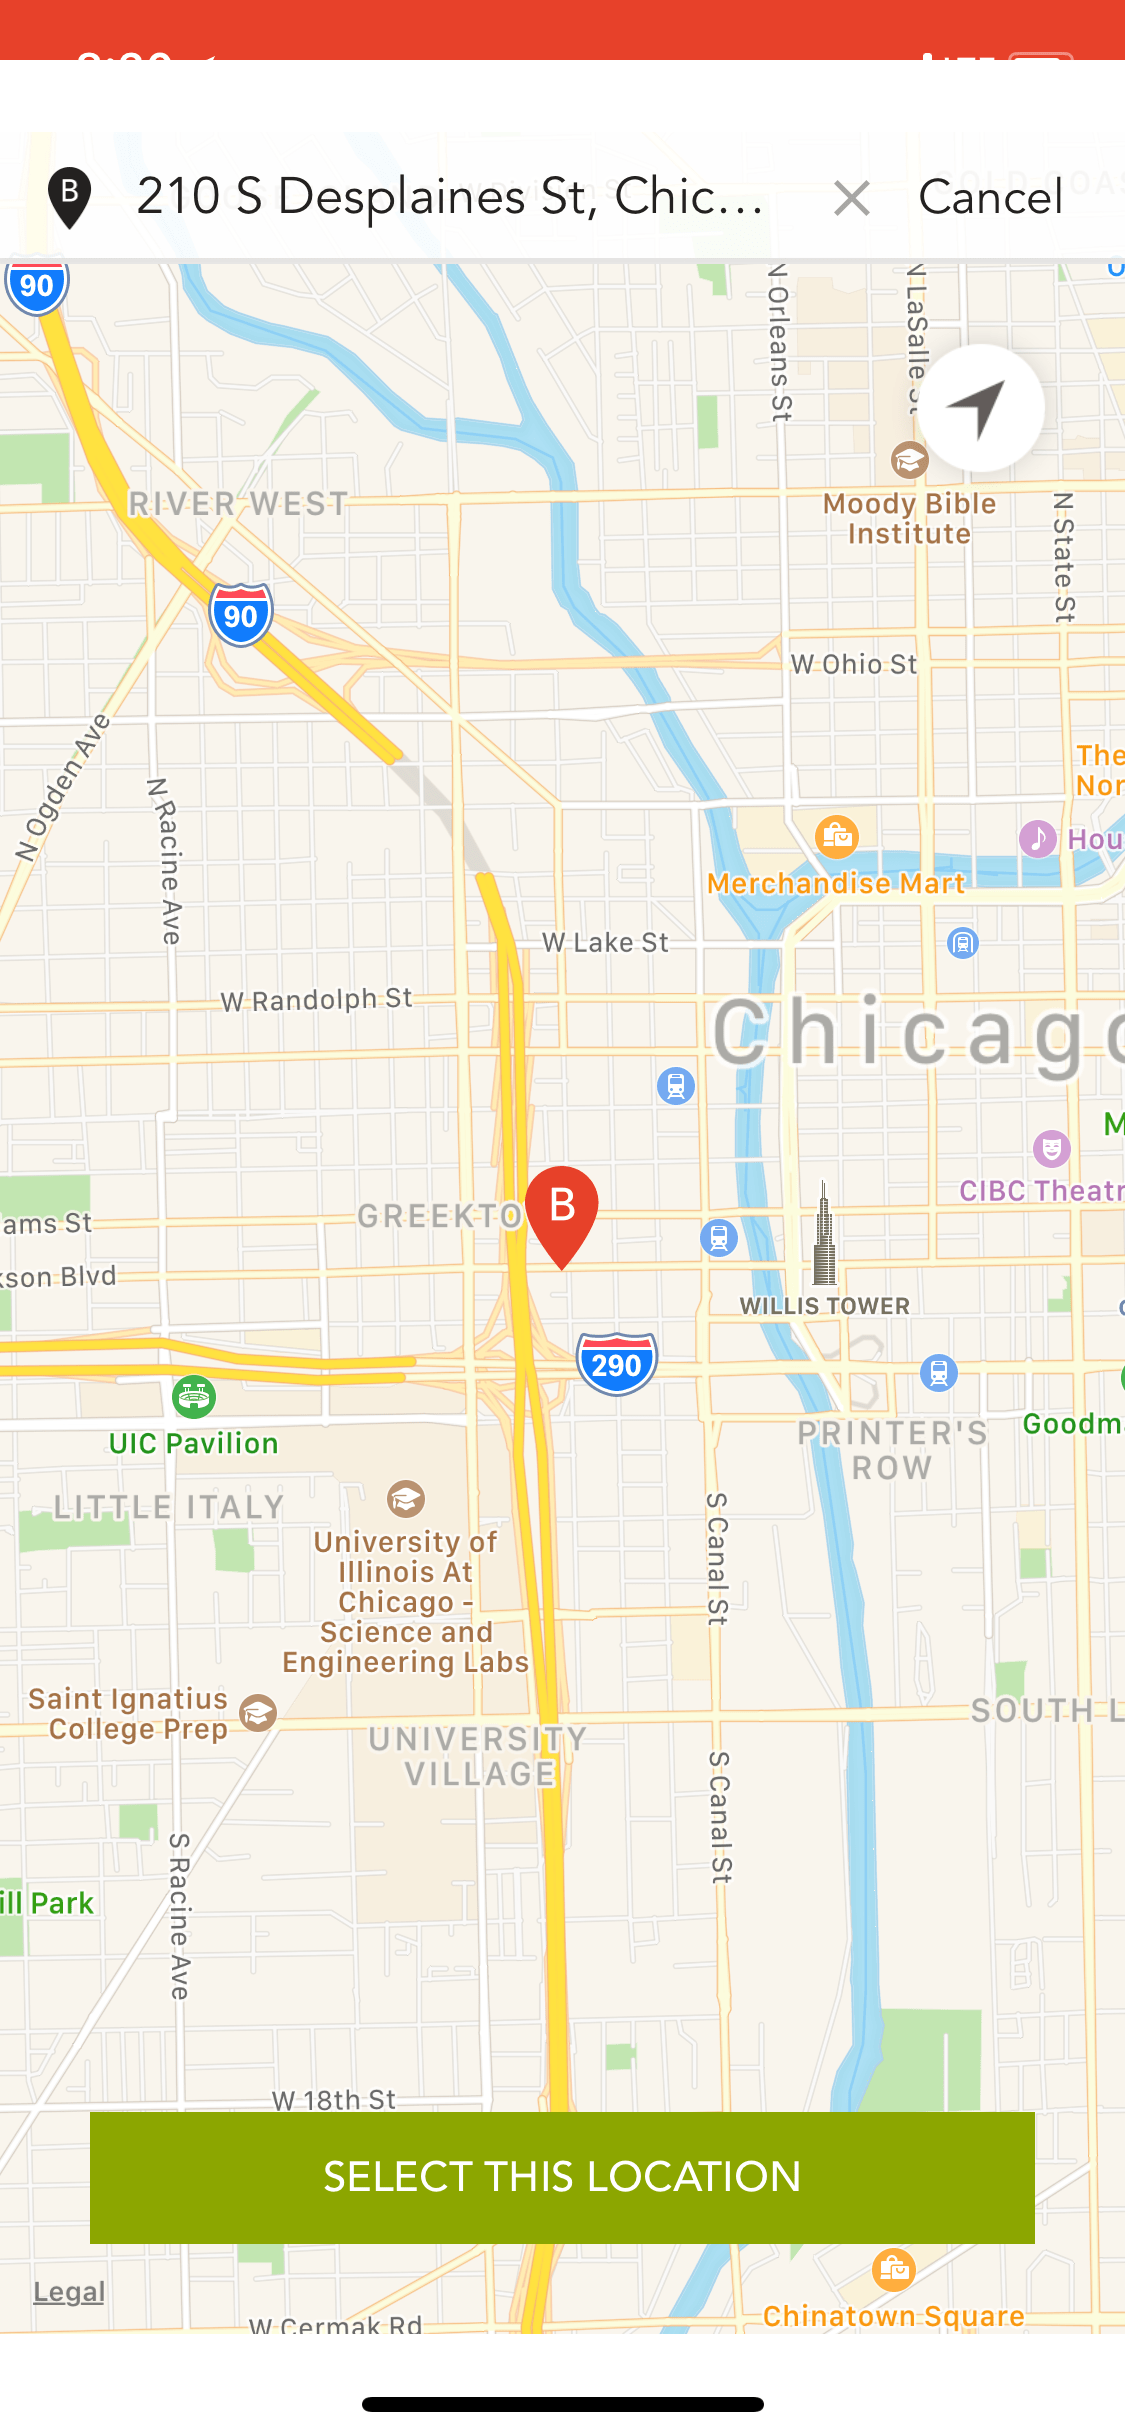 B
210 S Desplaines St, Chic...
Cancel
90
N Orleans St
N LaSalle St
RIVER WEST
Moody Bible
Institute
N State St
90
W Ohio St
N Ogden Ave
N Racine Ave
The
Nor
Hou
Merchandise Mart
W Lake St
W Randolph St
Chicago
M
B
CIBC Theatr
GREEKTO
ams St
kson Blvd
WILLIS TOWER
290
UIC Pavilion
Goodm
PRINTER'S
ROW
LITTLE ITALY
S Canal St
University of
Illinois At
Chicago -
Science and
Engineering Labs
Saint Ignatius
College Prep
SOUTH L
UNIVERSITY
VILLAGE
S Canal St
S Racine Ave
ill Park
W 18th St
SELECT THIS LOCATION
Legal
Chinatown Square
W Cermak Rd